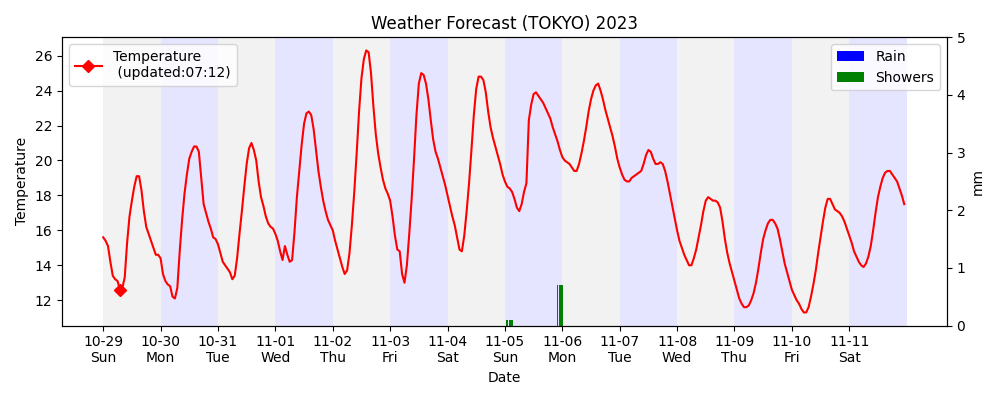 Weather Forecast (TOKYO) 2023
Temperature
(updated:07:12)
Rain
Showers
26
24
22
20
18
16
14
12
Temperature
5
4
3
2
1
0
mm
10-29 10-30 10-31 11-01 11-02 11-03 11-04 11-05 11-06 11-07 11-08 11-09 11-10 11-11
Sun Mon Tue Wed Thu Fri Sat Sun Mon Tue Wed Thu Fri Sat
Date